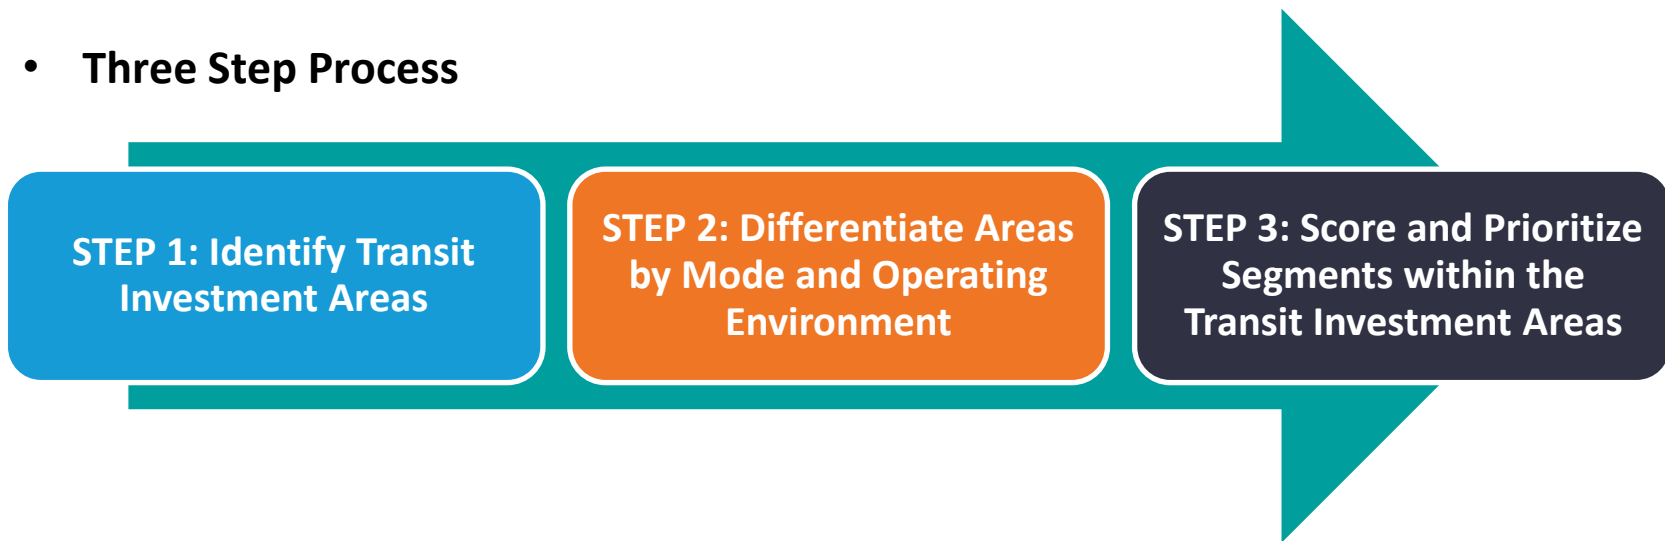 • Three Step Process
STEP 1: Identify Transit
Investment Areas
STEP 2: Differentiate Areas
by Mode and Operating
Environment
STEP 3: Score and Prioritize
Segments within the
Transit Investment Areas